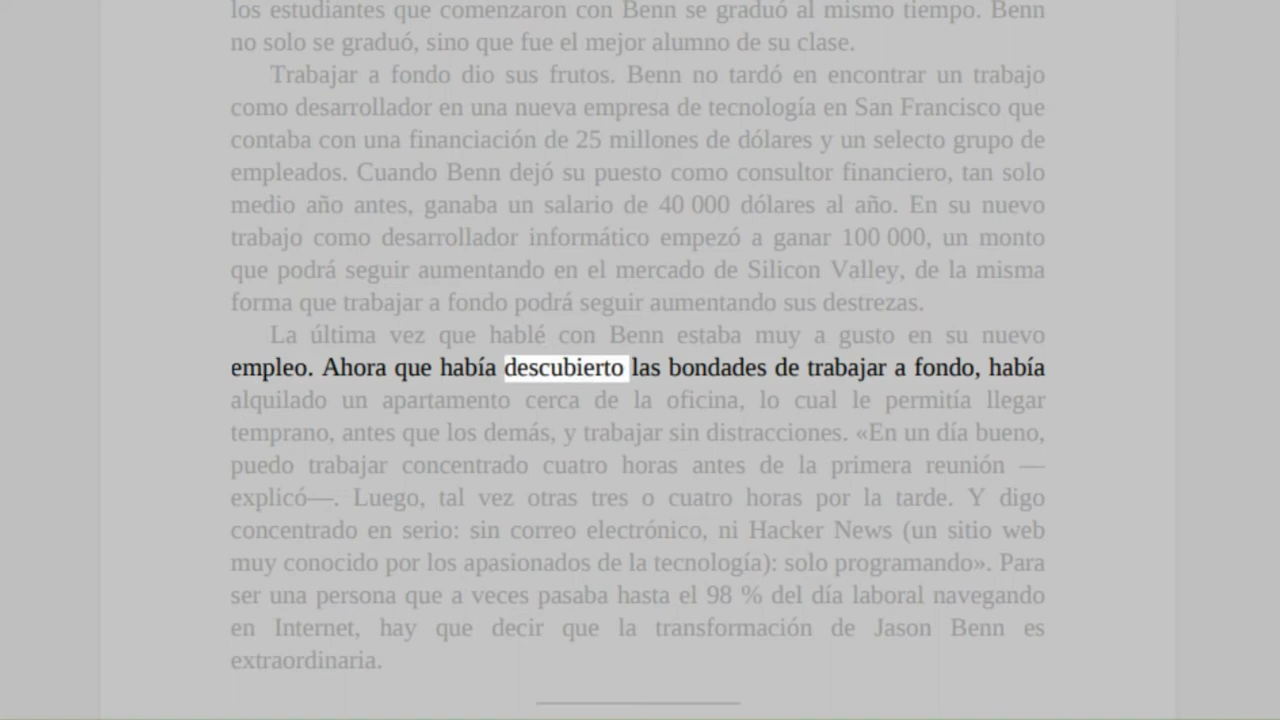 los estudiantes que comenzaron con Benn se graduó al mismo tiempo. Benn
no solo se graduó, sino que fue el mejor alumno de su clase.
Trabajar a fondo dio sus frutos. Benn no tardó en encontrar un trabajo
como desarrollador en una nueva empresa de tecnología en San Francisco que
contaba con una financiación de 25 millones de dólares y un selecto grupo de
empleados. Cuando Benn dejó su puesto como consultor financiero, tan solo
medio año antes, ganaba un salario de 40 000 dólares al año. En su nuevo
trabajo como desarrollador informático empezó a ganar 100 000, un monto
que podrá seguir aumentando en el mercado de Silicon Valley, de la misma
forma que trabajar a fondo podrá seguir aumentando sus destrezas.
La última vez que hablé con Benn estaba muy a gusto en su nuevo
empleo. Ahora que había descubierto las bondades de trabajar a fondo, había
alquilado un apartamento cerca de la oficina, lo cual le permitía llegar
temprano, antes que los demás, y trabajar sin distracciones. «En un día bueno,
puedo trabajar concentrado cuatro horas antes de la primera reunión —
explicó—. Luego, tal vez otras tres o cuatro horas por la tarde. Y digo
concentrado en serio: sin correo electrónico, ni Hacker News (un sitio web
muy conocido por los apasionados de la tecnología): solo programando». Para
ser una persona que a veces pasaba hasta el 98 % del día laboral navegando
en Internet, hay que decir que la transformación de Jason Benn es
extraordinaria.